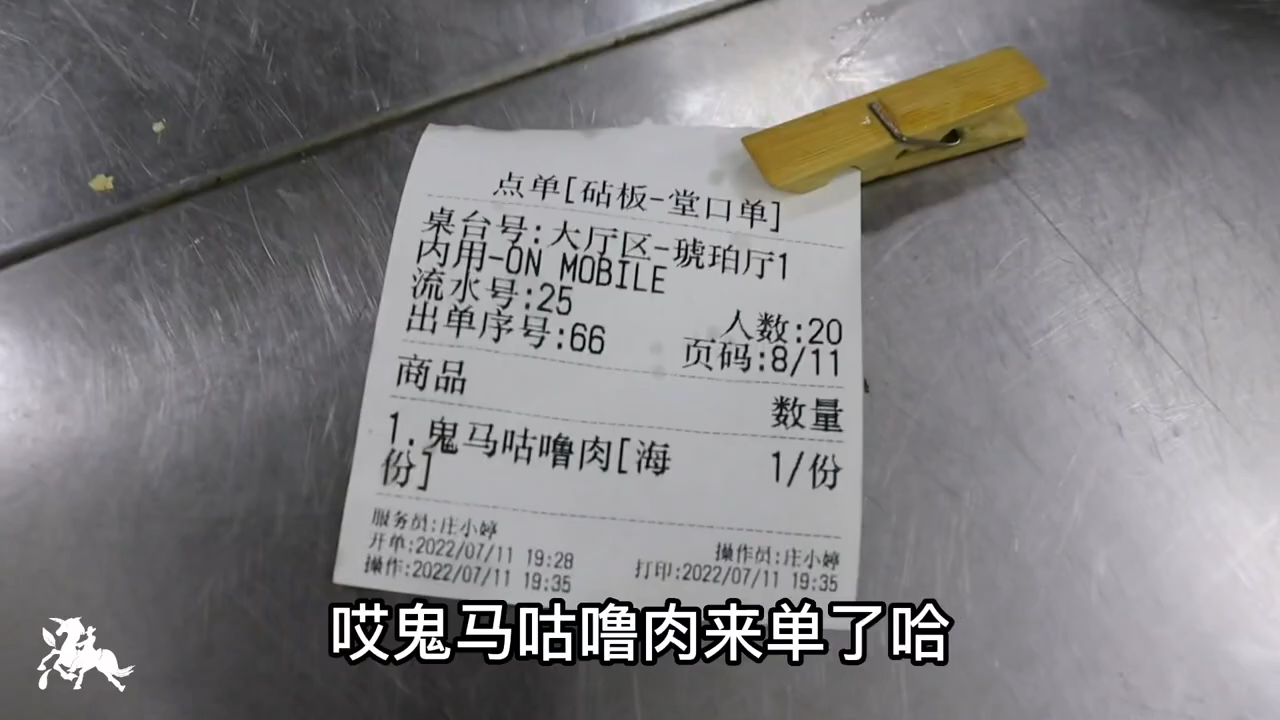 点单[砧板-堂口单]
桌台号:大厅区-琥珀厅1
内用-ON MOBILE
流水号:25 人数:20
出单序号:66 页码:8/11
商品 数量
1.鬼马咕噜肉[海 1/份
份]
服务员:庄小婷
开单:2022/07/11 19:28 操作员:庄小婷
操作:2022/07/11 19:35 打印:2022/07/11 19:35
哎鬼马咕噜肉来单了哈